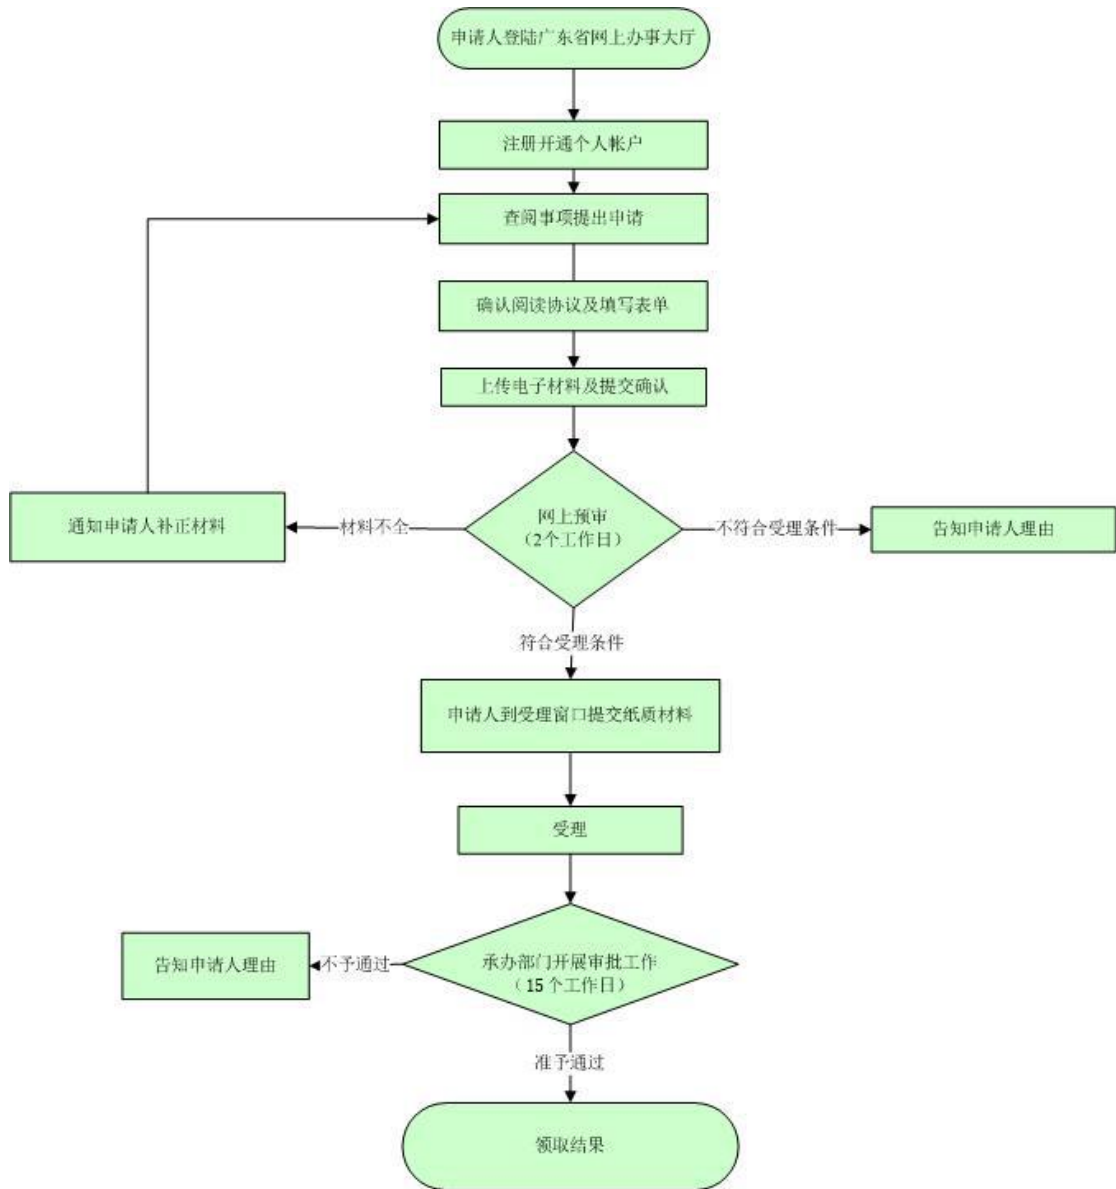 申请人登陆广东省网上办事大厅
注册开通个人帐户
查阅事项提出申请
确认阅读协议及填写表单
上传电子材料及提交确认
通知申请人补正材料
材料不全
网上预审
（2个工作日）
不符合受理条件
告知申请人理由
符合受理条件
申请人到受理窗口提交纸质材料
受理
告知申请人理由
不予通过
承办部门开展审批工作
（15个工作日）
准予通过
领取结果